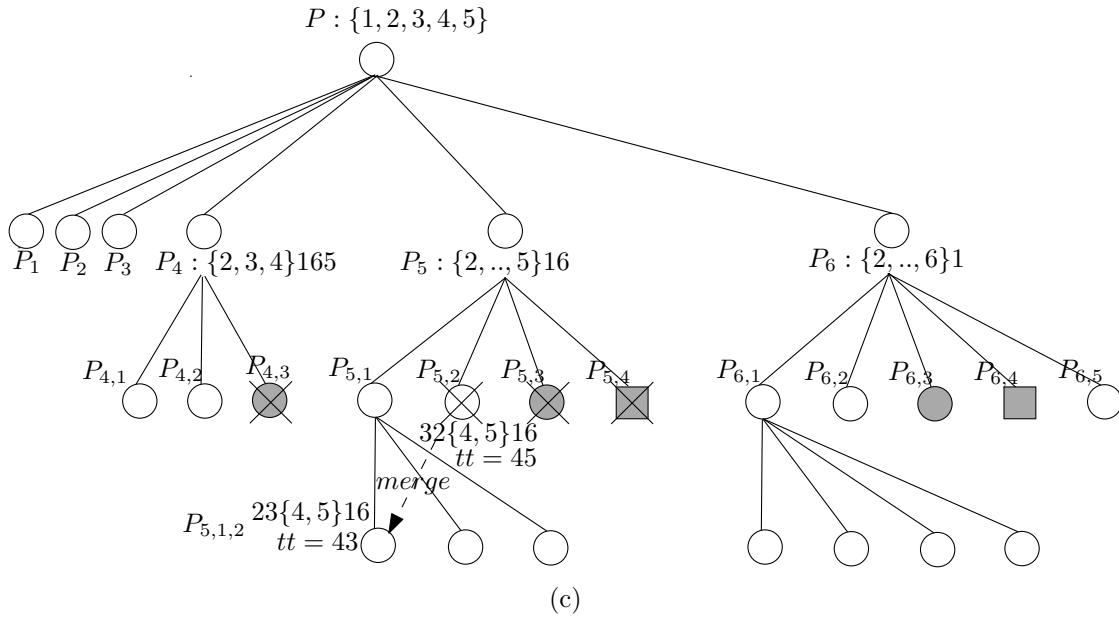 P : {1, 2, 3, 4, 5}
P₁ P₂ P₃ P₄ : {2, 3, 4}165 P₅ : {2, .., 5}16 P₆ : {2, .., 6}1
P₄,₁ P₄,₂ P₄,₃ P₅,₁ P₅,₂ P₅,₃ P₅,₄ P₆,₁ P₆,₂ P₆,₃ P₆,₄ P₆,₅
32{4, 5}16
tt = 45
merge
P₅,₁,₂ 23{4, 5}16
tt = 43
(c)